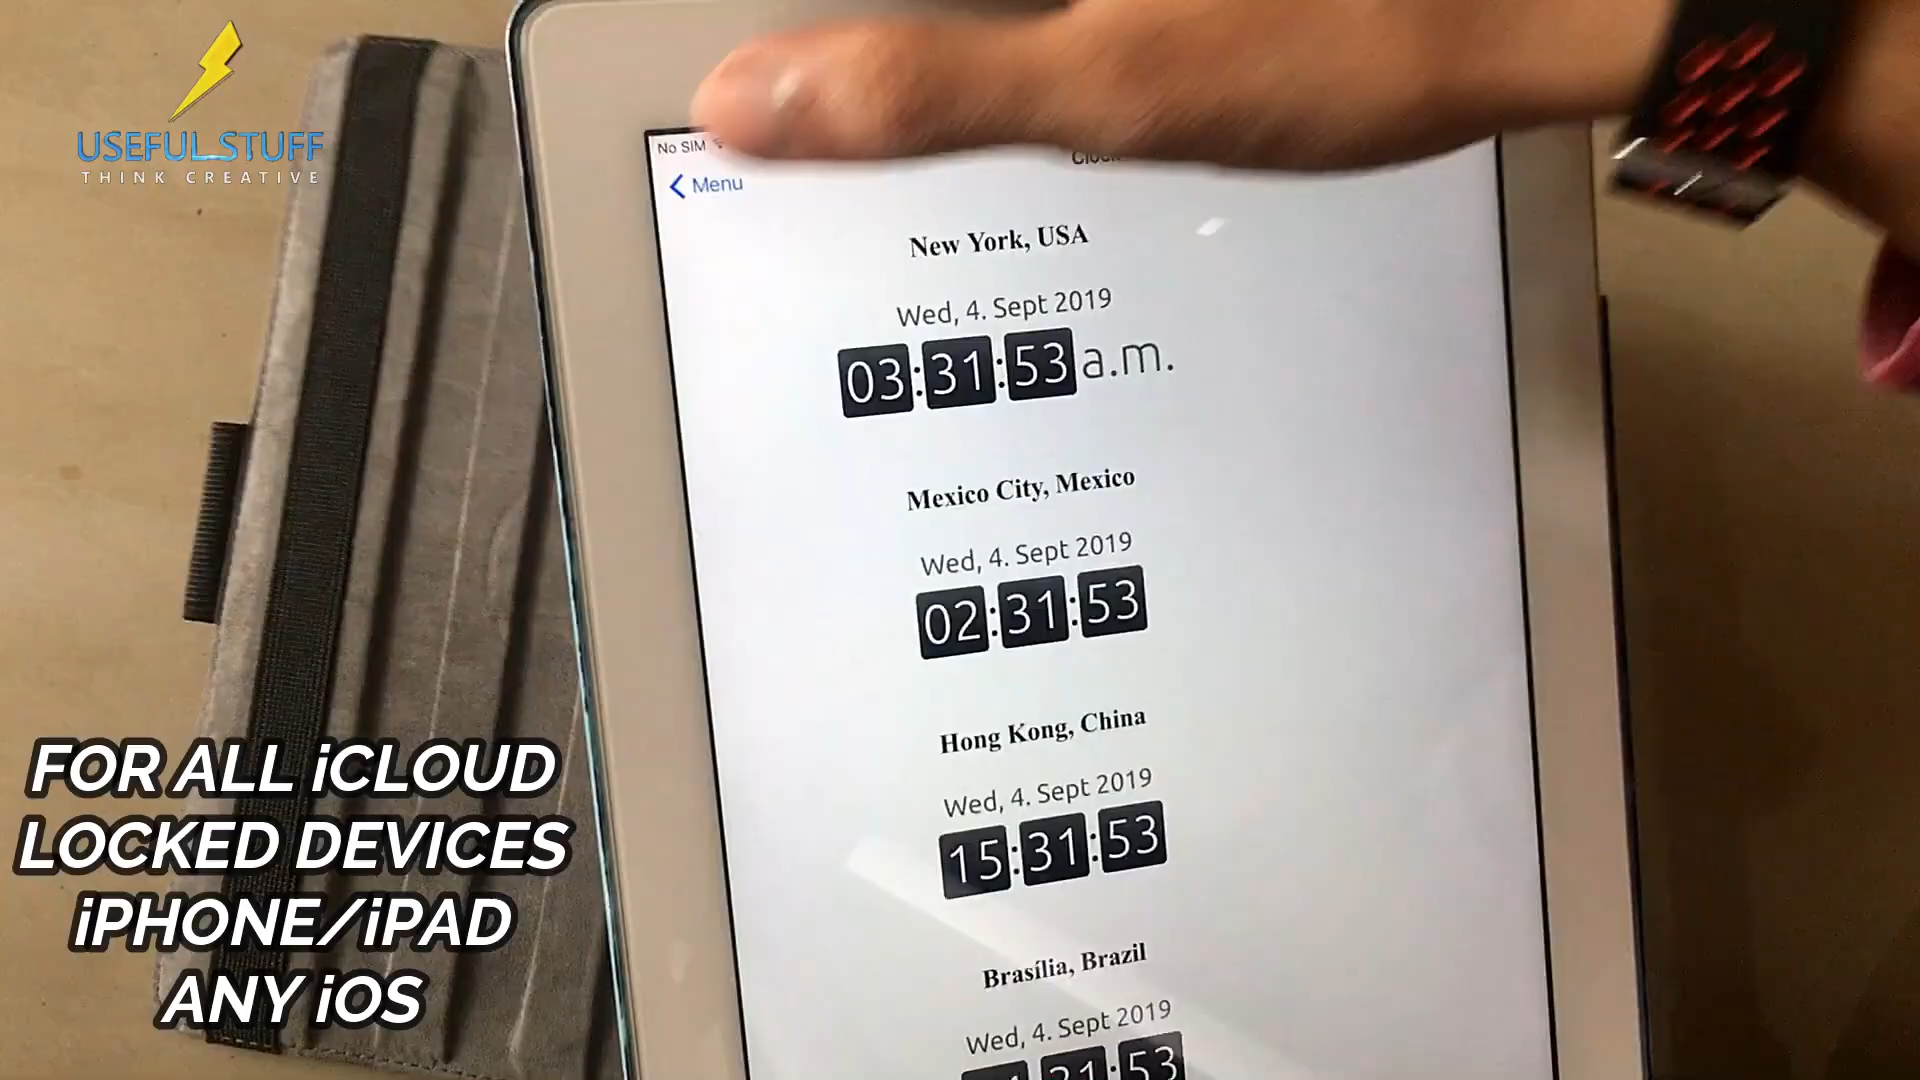 USEFUL STUFF
THINK CREATIVE
No SIM
Menu
New York, USA
Wed, 4. Sept 2019
03:31:53 a.m.
Mexico City, Mexico
Wed, 4. Sept 2019
02:31:53
Hong Kong, China
Wed, 4. Sept 2019
15:31:53
Brasília, Brazil
Wed, 4. Sept 2019
:31:53
FOR ALL iCLOUD
LOCKED DEVICES
iPHONE/iPAD
ANY iOS